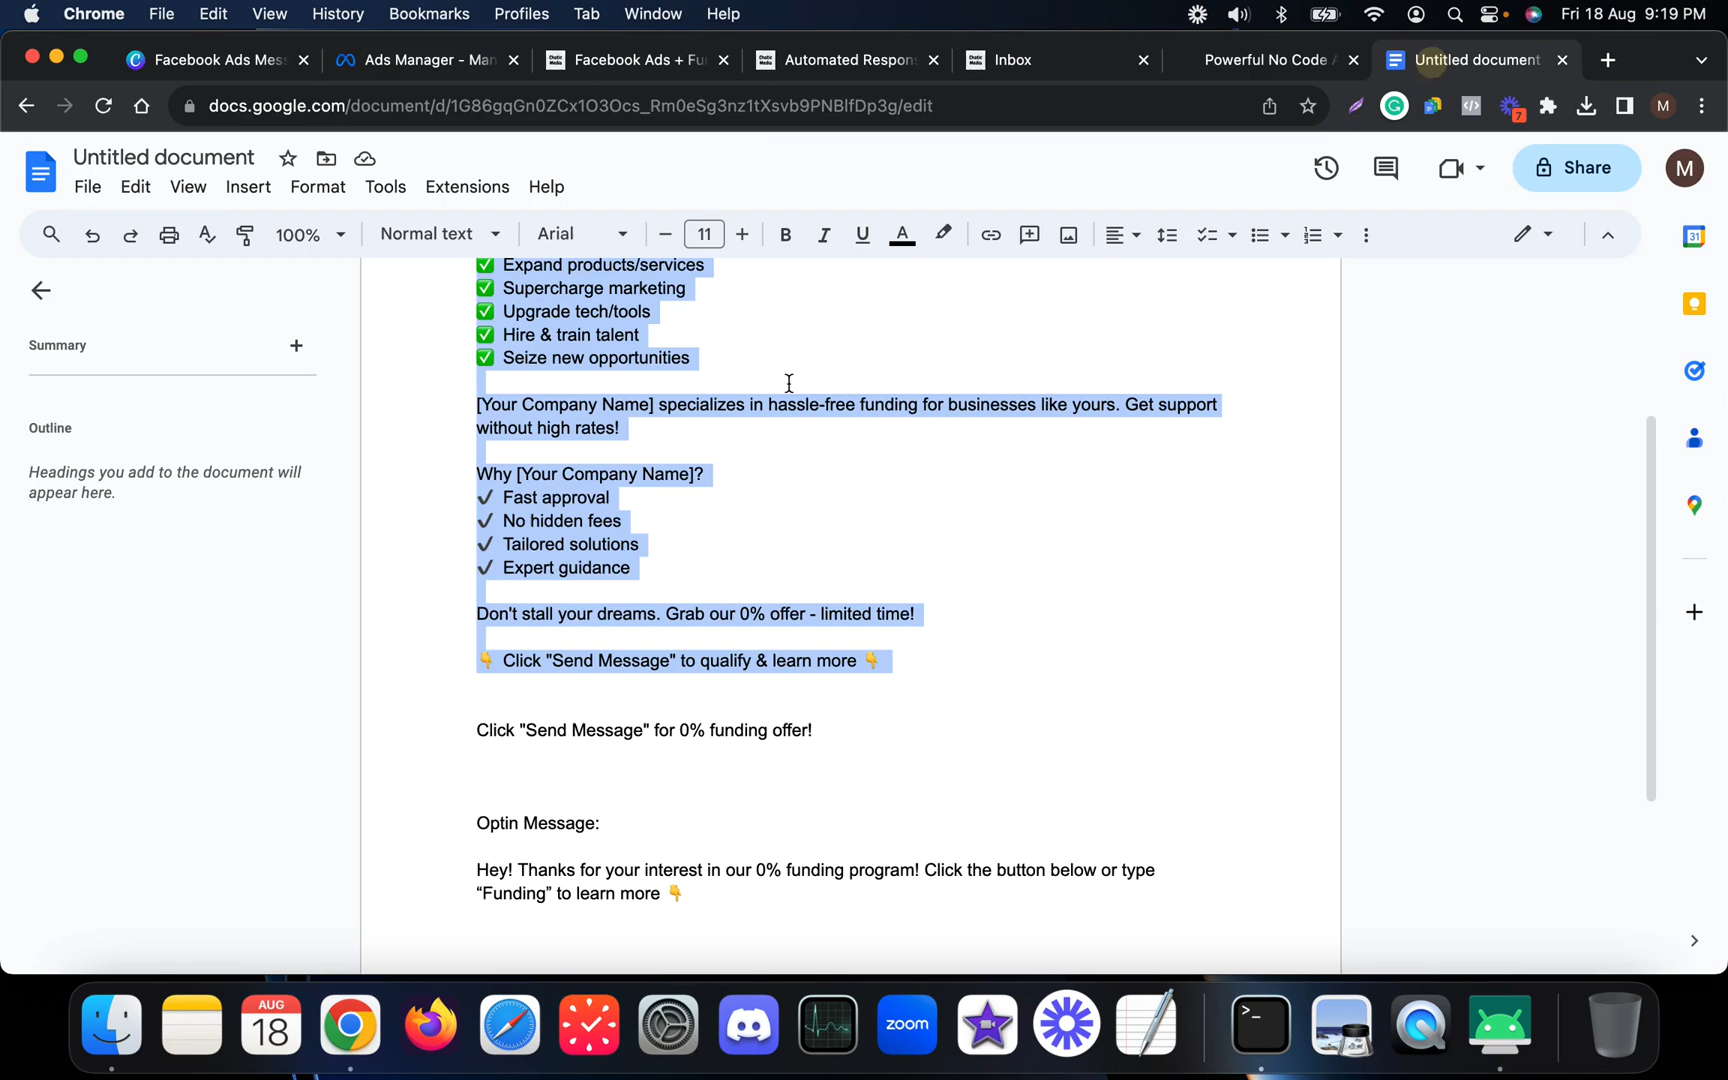 Chrome File Edit View History Bookmarks Profiles Tab Window Help Fri 18 Aug 9:19 PM
Facebook Ads Mes Ads Manager - Man Facebook Ads + Fu Automated Respon Inbox Powerful No Code A Untitled document
docs.google.com/document/d/1G86gqGn0ZCx1O3Ocs_Rm0eSg3nz1tXsvb9PNBlfDp3g/edit 7 M
Untitled document
Share M
File Edit View Insert Format Tools Extensions Help
100% Normal text Arial 11 B I U A
31
✅ Expand products/services
✅ Supercharge marketing
✅ Upgrade tech/tools
✅ Hire & train talent
✅ Seize new opportunities
Summary
[Your Company Name] specializes in hassle-free funding for businesses like yours. Get support
without high rates!
Outline
Headings you add to the document will
appear here.
Why [Your Company Name]?
✔ Fast approval
✔ No hidden fees
✔ Tailored solutions
✔ Expert guidance
Don't stall your dreams. Grab our 0% offer - limited time!
👇 Click "Send Message" to qualify & learn more 👇
Click "Send Message" for 0% funding offer!
Optin Message:
Hey! Thanks for your interest in our 0% funding program! Click the button below or type
“Funding” to learn more 👇
AUG
18
zoom